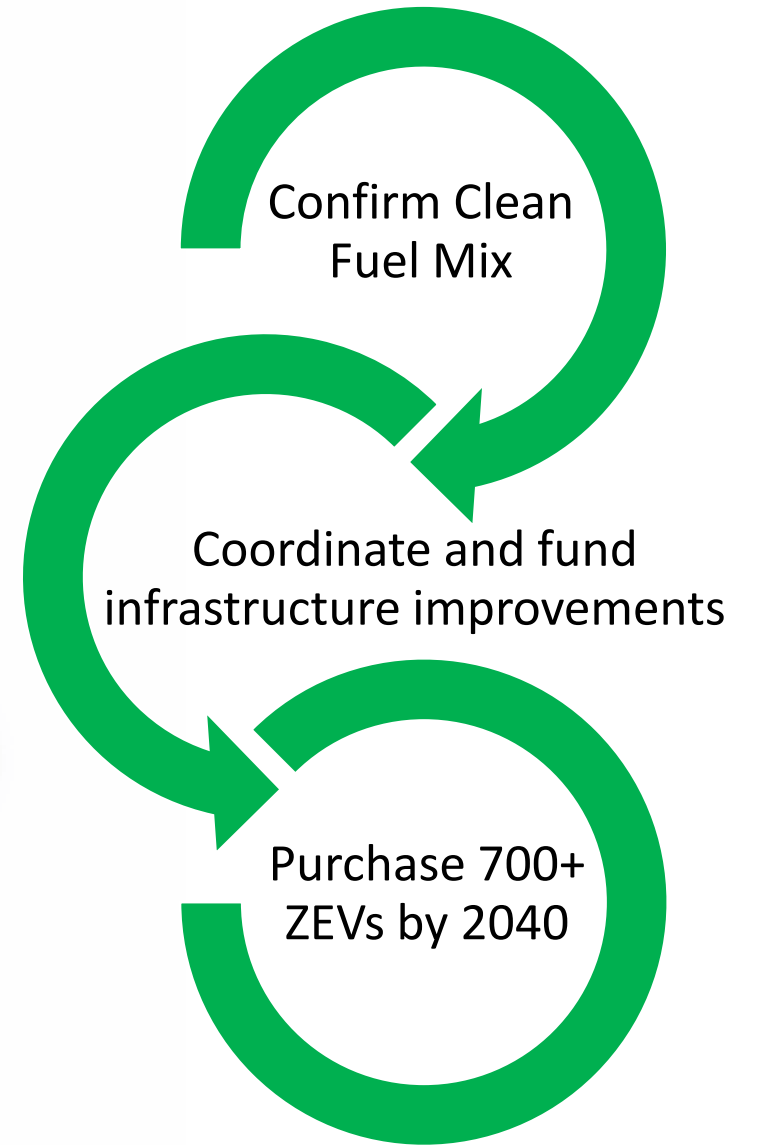 Confirm Clean
Fuel Mix
Coordinate and fund
infrastructure improvements
Purchase 700+
ZEVs by 2040